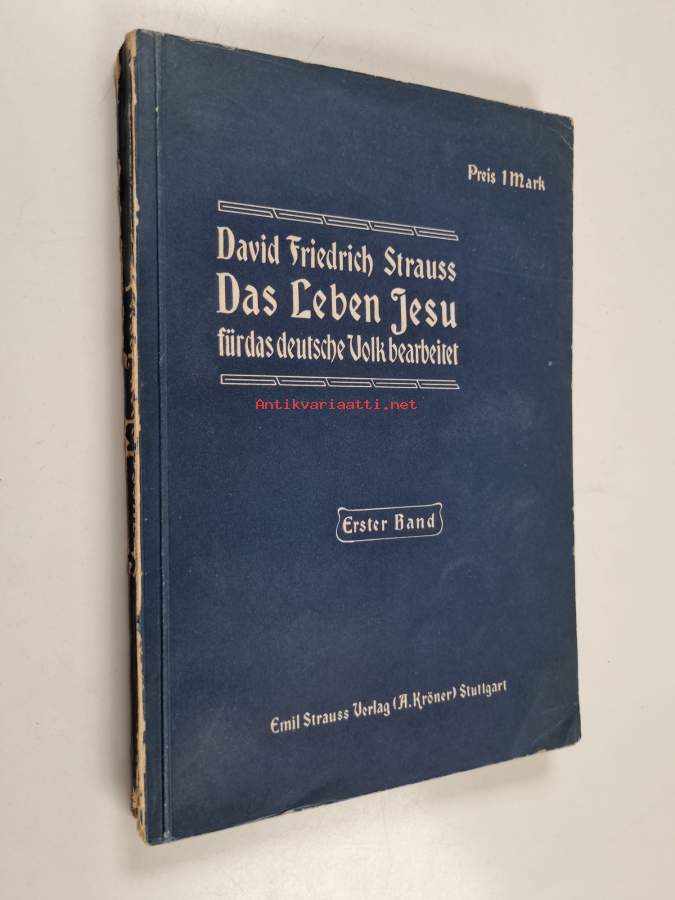 Preis 1 Mark
David Friedrich Strauss
Das Leben Jesu
für das deutsche Volk bearbeitet
Antikvariaatti.net
Erster Band
Emil Strauss Verlag (A. Kröner) Stuttgart